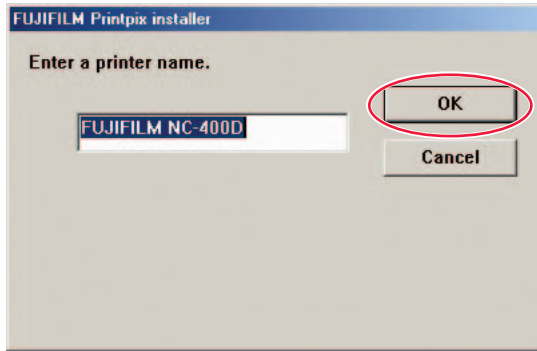 FUJIFILM Printpix installer
Enter a printer name.
OK
FUJIFILM NC-400D
Cancel